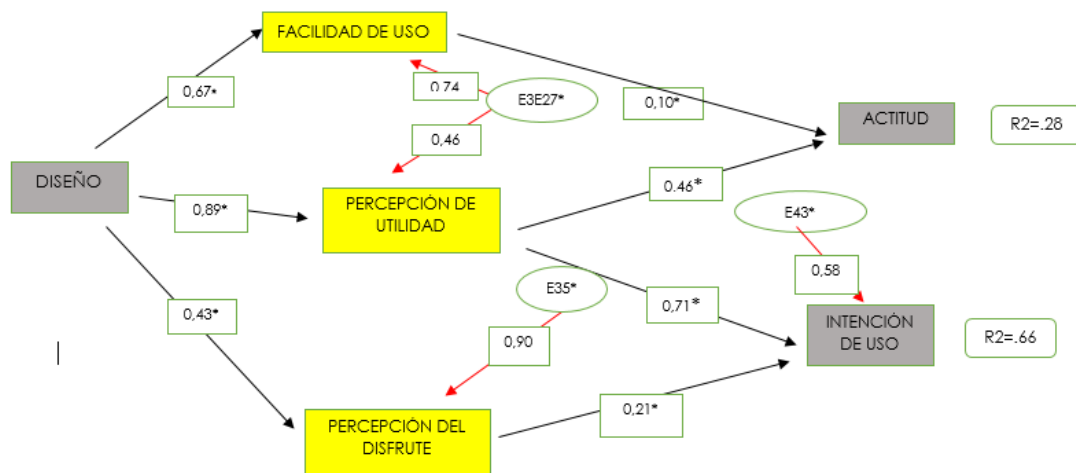 FACILIDAD DE USO
0,67*
0.74
E3E27*
0,10*
ACTITUD
R2=.28
0,46
DISEÑO
0.46*
0,89*
PERCEPCIÓN DE
UTILIDAD
E43*
E35*
0,58
0,43*
0,71*
INTENCIÓN
DE USO
R2=.66
0,90
0,21*
PERCEPCIÓN DEL
DISFRUTE